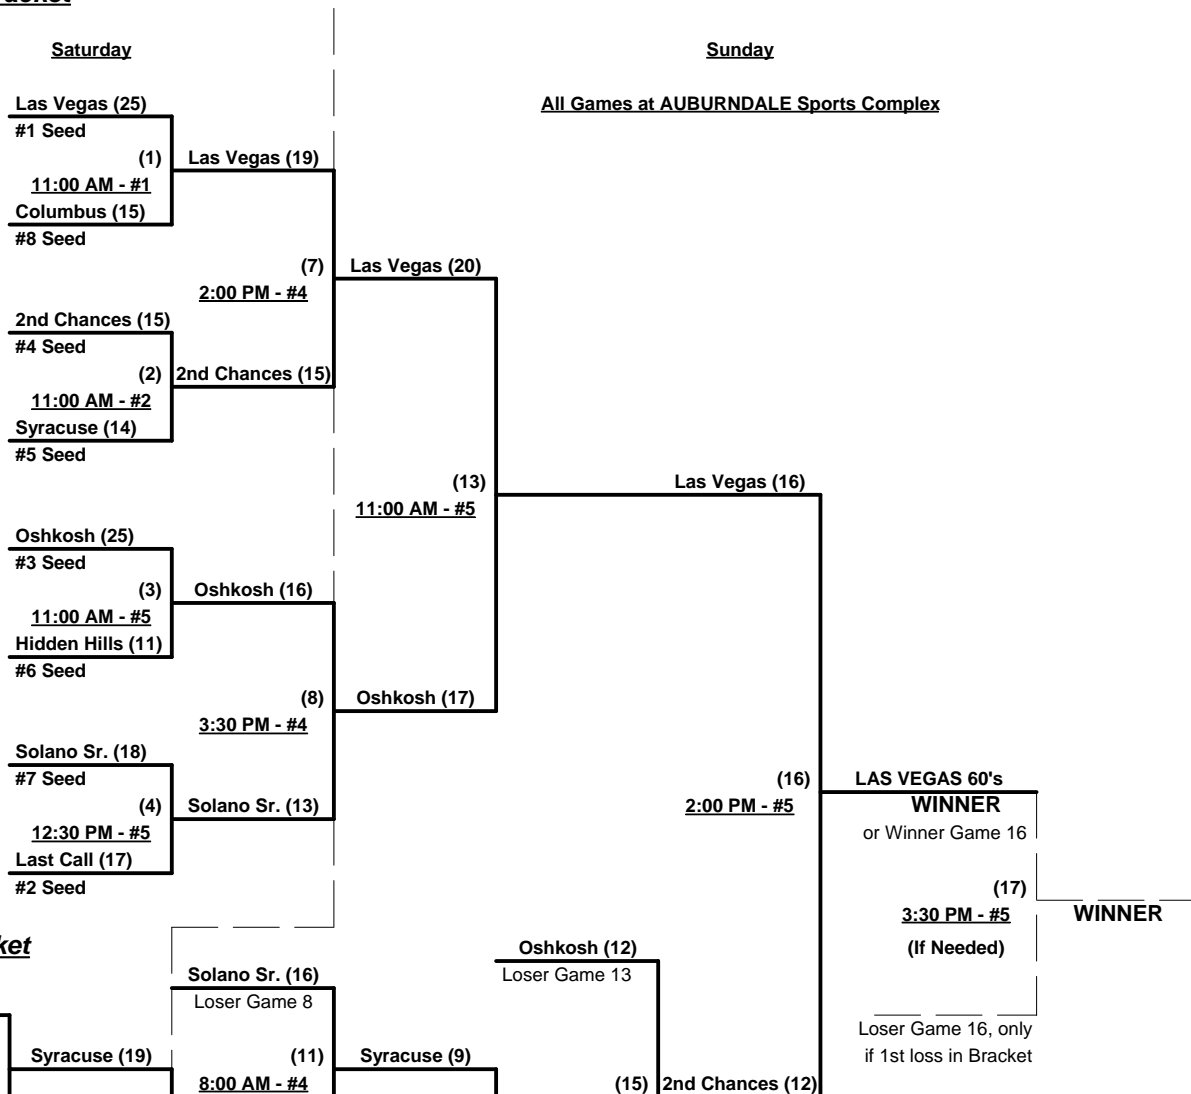 Saturday
Sunday
All Games at AUBURNDALE Sports Complex
Las Vegas (25)
#1 Seed
(1)
Las Vegas (19)
11:00 AM - #1
Columbus (15)
#8 Seed
(7)
Las Vegas (20)
2:00 PM - #4
2nd Chances (15)
#4 Seed
(2)
2nd Chances (15)
11:00 AM - #2
Syracuse (14)
#5 Seed
(13)
Las Vegas (16)
11:00 AM - #5
Oshkosh (25)
#3 Seed
(3)
Oshkosh (16)
11:00 AM - #5
Hidden Hills (11)
#6 Seed
(8)
Oshkosh (17)
3:30 PM - #4
Solano Sr. (18)
#7 Seed
(4)
Solano Sr. (13)
12:30 PM - #5
Last Call (17)
#2 Seed
(16)
LAS VEGAS 60's
2:00 PM - #5
WINNER
or Winner Game 16
(17)
3:30 PM - #5
WINNER
(If Needed)
ket
Oshkosh (12)
Loser Game 13
Solano Sr. (16)
Loser Game 8
Loser Game 16, only
if 1st loss in Bracket
Syracuse (19)
(11)
Syracuse (9)
8:00 AM - #4
(15)
2nd Chances (12)